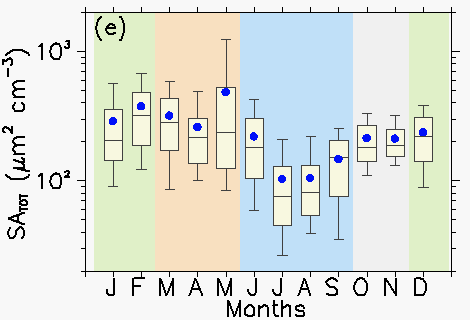 (e)
10³
10²
SA_TOT (μm² cm⁻³)
J F M A M J J A S O N D
Months